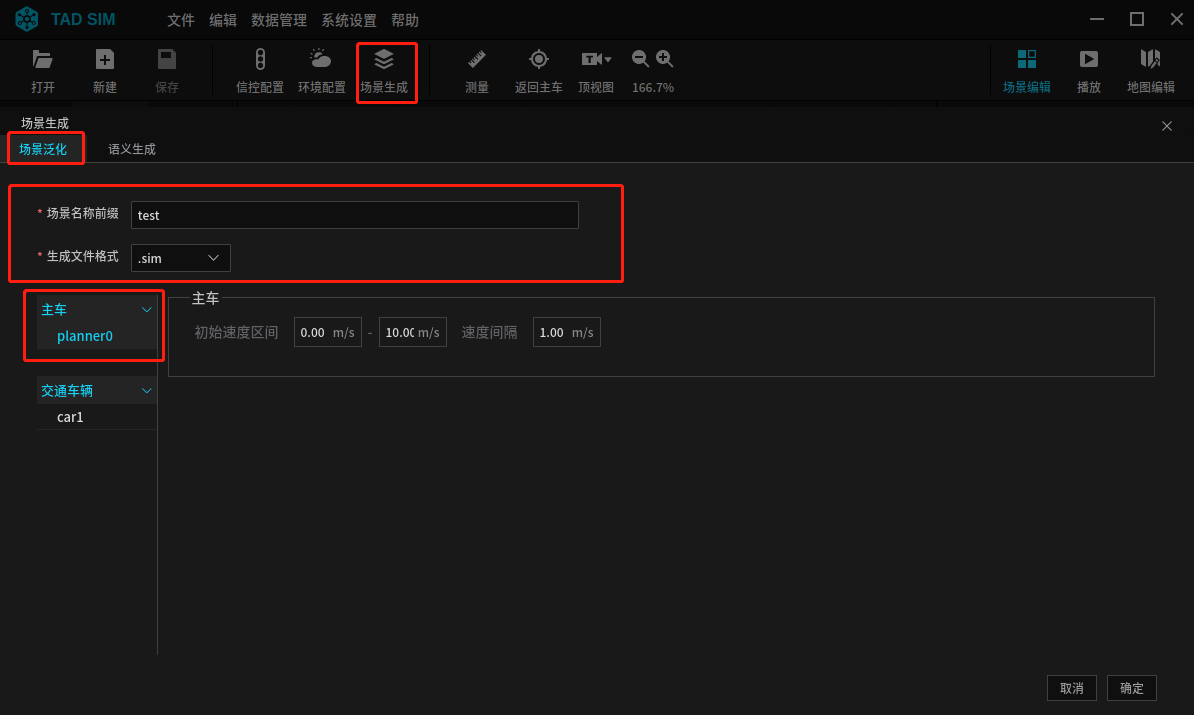 TAD SIM 文件 编辑 数据管理 系统设置 帮助
打开 新建 保存 信控配置 环境配置 场景生成 测量 返回主车 顶视图 166.7% 场景编辑 播放 地图编辑
场景生成
场景泛化 语义生成
* 场景名称前缀 test
* 生成文件格式 .sim
主车
planner0
交通车辆
car1
主车
初始速度区间 0.00 m/s - 10.00 m/s 速度间隔 1.00 m/s
取消 确定